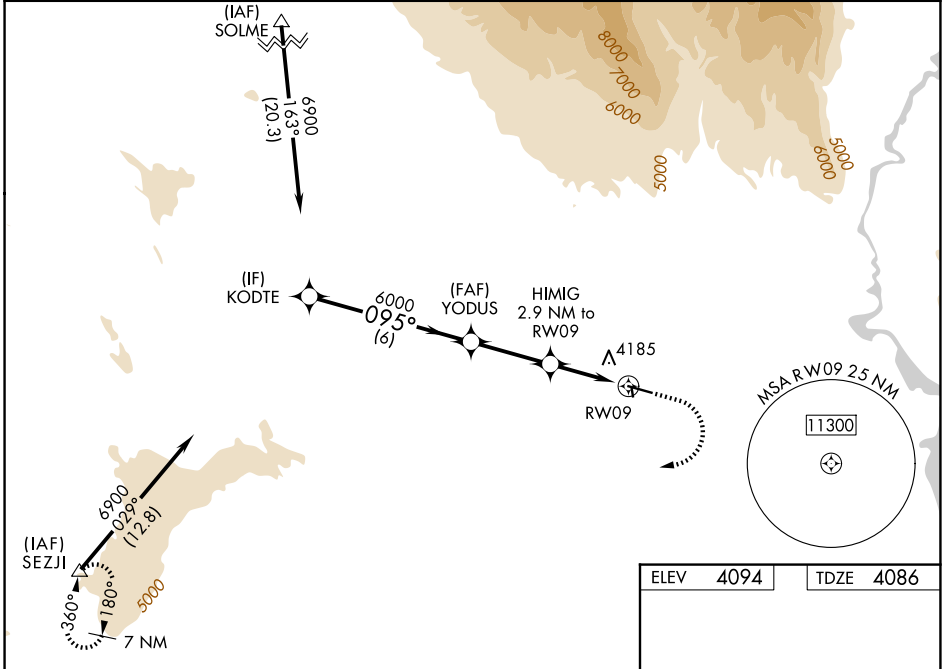 (IAF)
SOLME
6900
163°
(20.3)
8000
7000
6000
5000
5000
6000
(IF)
KODTE
6000
095°
(6)
(FAF)
YODUS
HIMIG
2.9 NM to
RW09
4185
RW09
MSA RW09 25 NM
11300
6900
029°
(12.8)
(IAF)
SEZJI
360°
180°
5000
7 NM
ELEV 4094
TDZE 4086